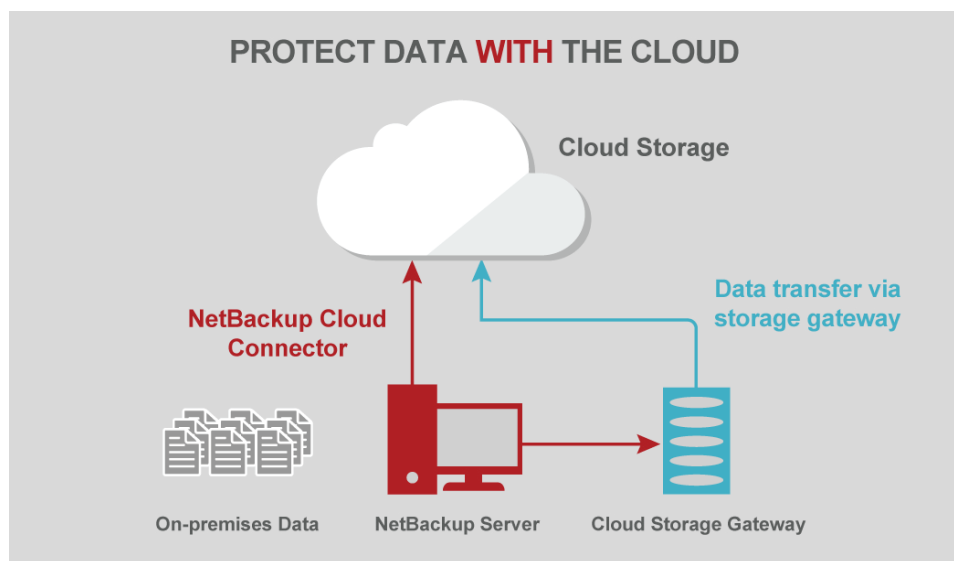 PROTECT DATA WITH THE CLOUD
Cloud Storage
NetBackup Cloud
Connector
Data transfer via
storage gateway
On-premises Data
NetBackup Server
Cloud Storage Gateway